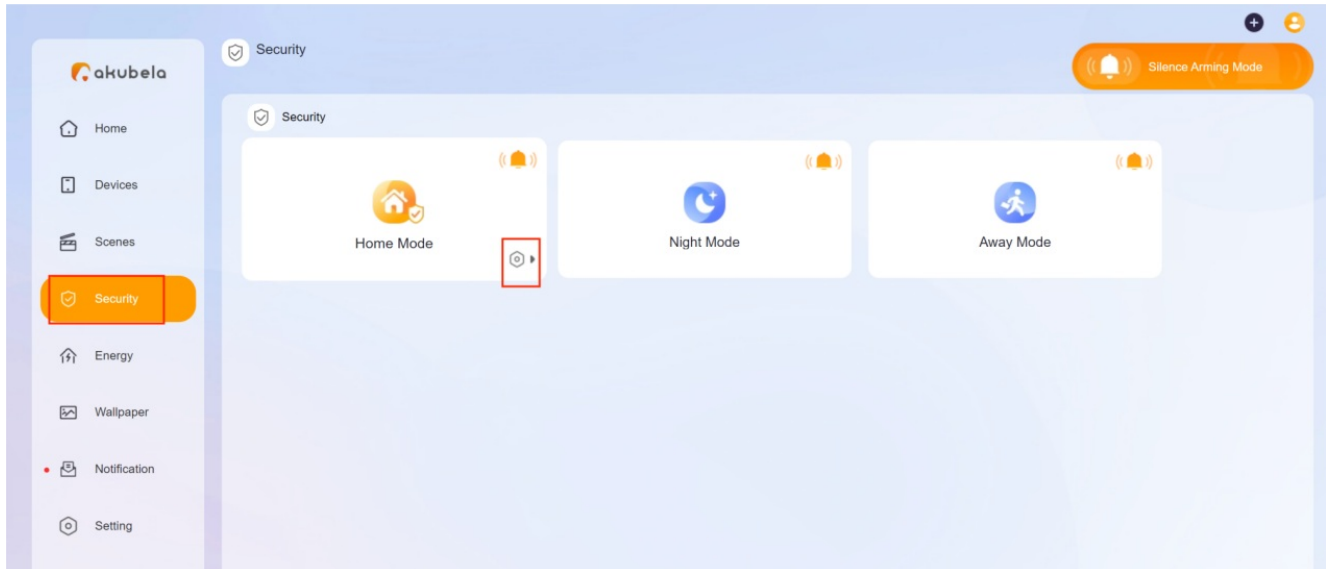 akubela
Home
Devices
Scenes
Security
Energy
Wallpaper
Notification
Setting
Security
Silence Arming Mode
Security
Home Mode
Night Mode
Away Mode